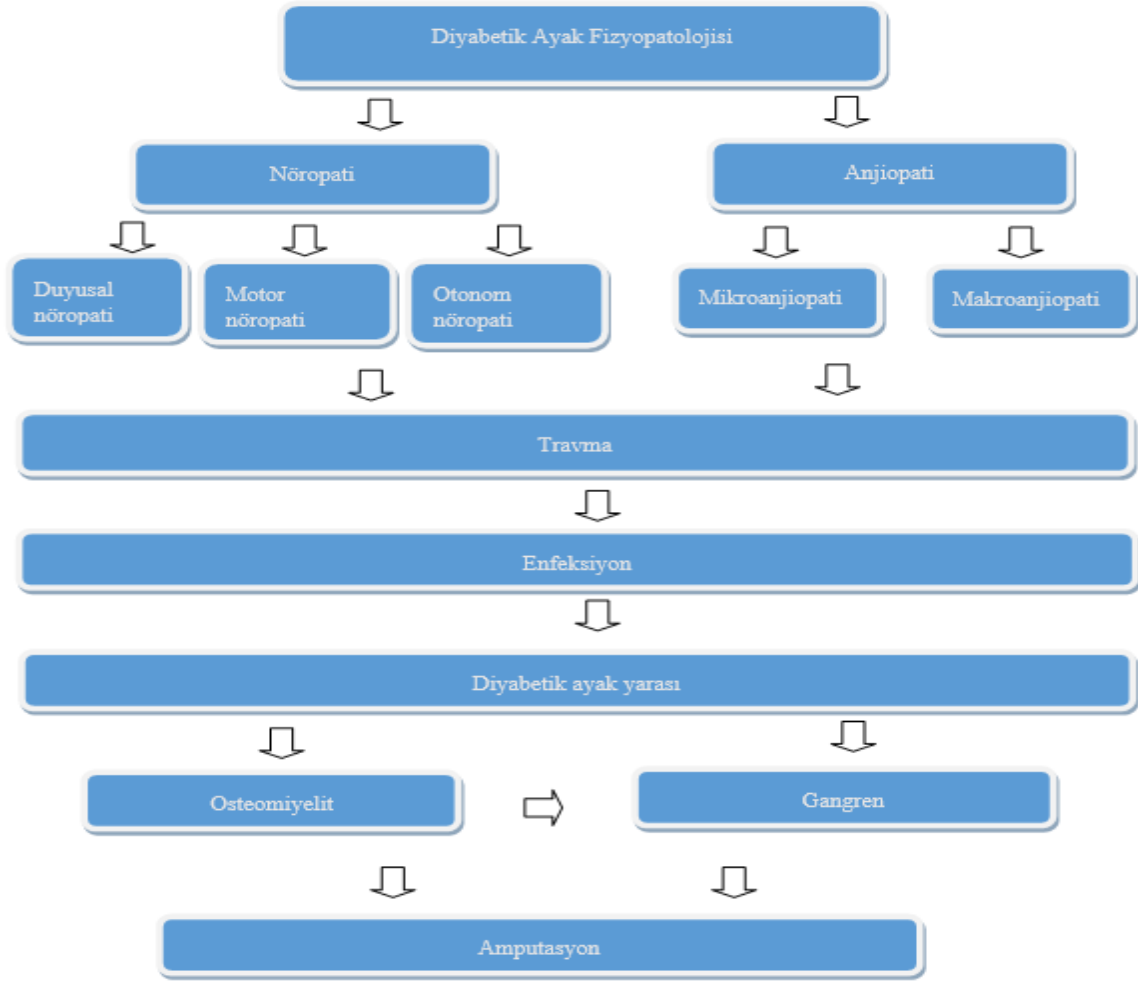 Diyabetik Ayak Fizyopatolojisi
Nöropati
Anjiopati
Duyusal
nöropati
Motor
nöropati
Otonom
nöropati
Mikroanjiopati
Makroanjiopati
Travma
Enfeksiyon
Diyabetik ayak yarası
Osteomiyelit
Gangren
Amputasyon